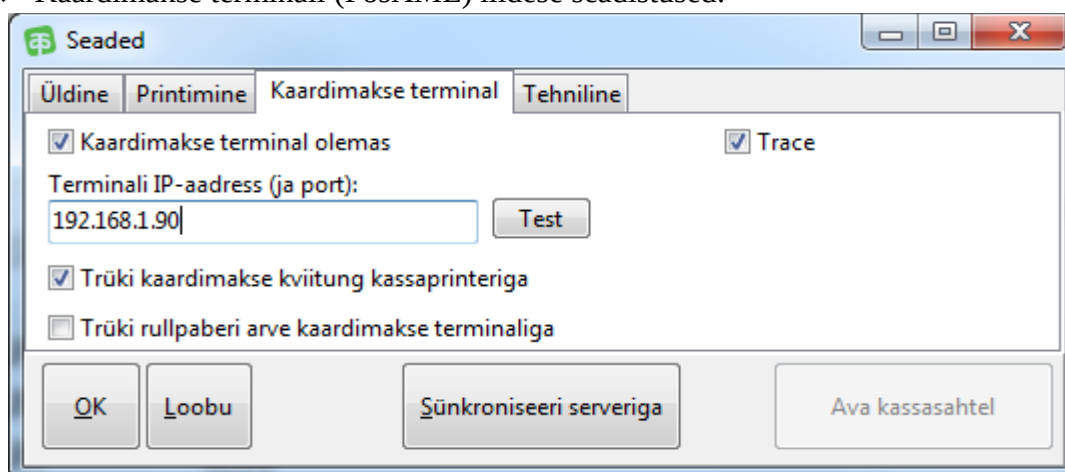 Kaardimakse terminali (PosXML) liidese seadistused:
Seaded
Üldine Printimine Kaardimakse terminal Tehniline
Kaardimakse terminal olemas Trace
Terminali IP-aadress (ja port):
192.168.1.90 Test
Trüki kaardimakse kviitung kassaprinteriga
Trüki rullpaberi arve kaardimakse terminaliga
OK Loobu Sünkroniseeri serveriga Ava kassasahtel